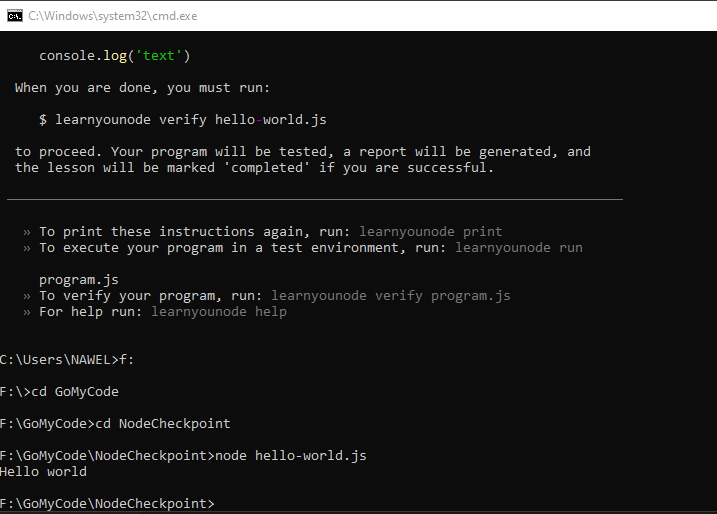 C:\Windows\system32\cmd.exe
console.log('text')
When you are done, you must run:
$ learnyounode verify hello-world.js
to proceed. Your program will be tested, a report will be generated, and
the lesson will be marked 'completed' if you are successful.
» To print these instructions again, run: learnyounode print
» To execute your program in a test environment, run: learnyounode run
program.js
» To verify your program, run: learnyounode verify program.js
» For help run: learnyounode help
C:\Users\NAWEL>f:
F:\>cd GoMyCode
F:\GoMyCode>cd NodeCheckpoint
F:\GoMyCode\NodeCheckpoint>node hello-world.js
Hello world
F:\GoMyCode\NodeCheckpoint>